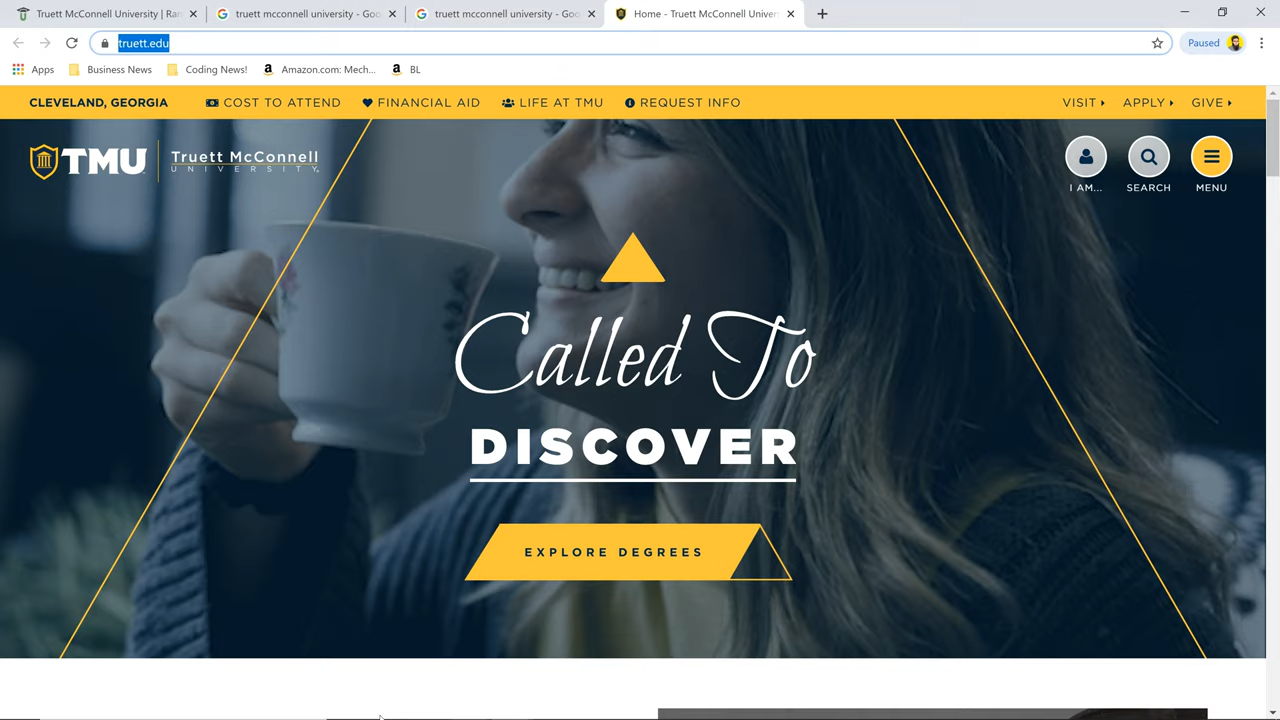 Truett McConnell University | Ran
truett mcconnell university - Goo
truett mcconnell university - Goo
Home - Truett McConnell Univers
truett.edu
Paused
Apps
Business News
Coding News!
Amazon.com: Mech...
BL
CLEVELAND, GEORGIA
COST TO ATTEND
FINANCIAL AID
LIFE AT TMU
REQUEST INFO
VISIT
APPLY
GIVE
TMU
Truett McConnell
UNIVERSITY
I AM...
SEARCH
MENU
Called To
DISCOVER
EXPLORE DEGREES